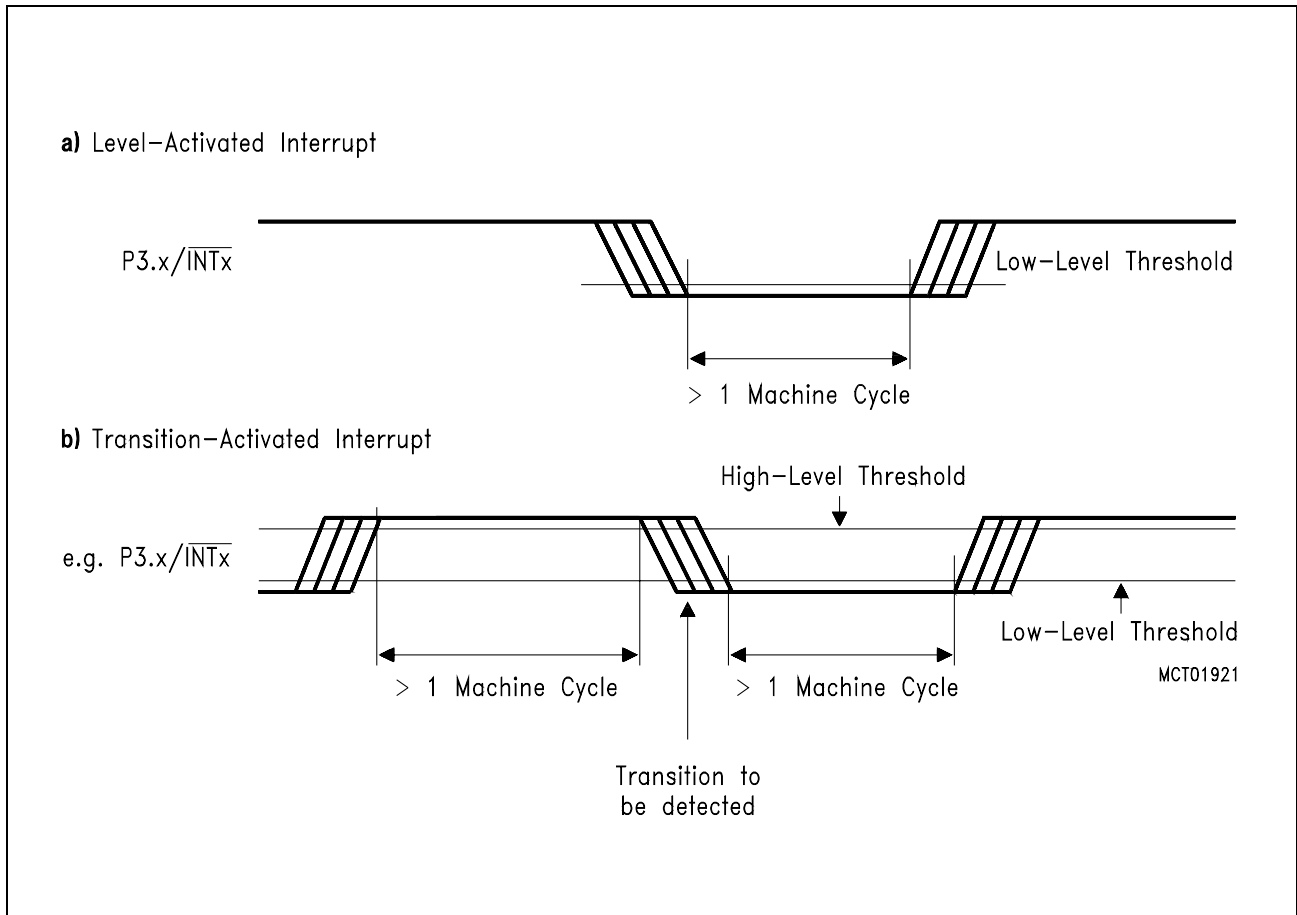 a) Level-Activated Interrupt
P3.x/INTx
Low-Level Threshold
> 1 Machine Cycle
b) Transition-Activated Interrupt
High-Level Threshold
e.g. P3.x/INTx
Low-Level Threshold
> 1 Machine Cycle
> 1 Machine Cycle
MCT01921
Transition to
be detected